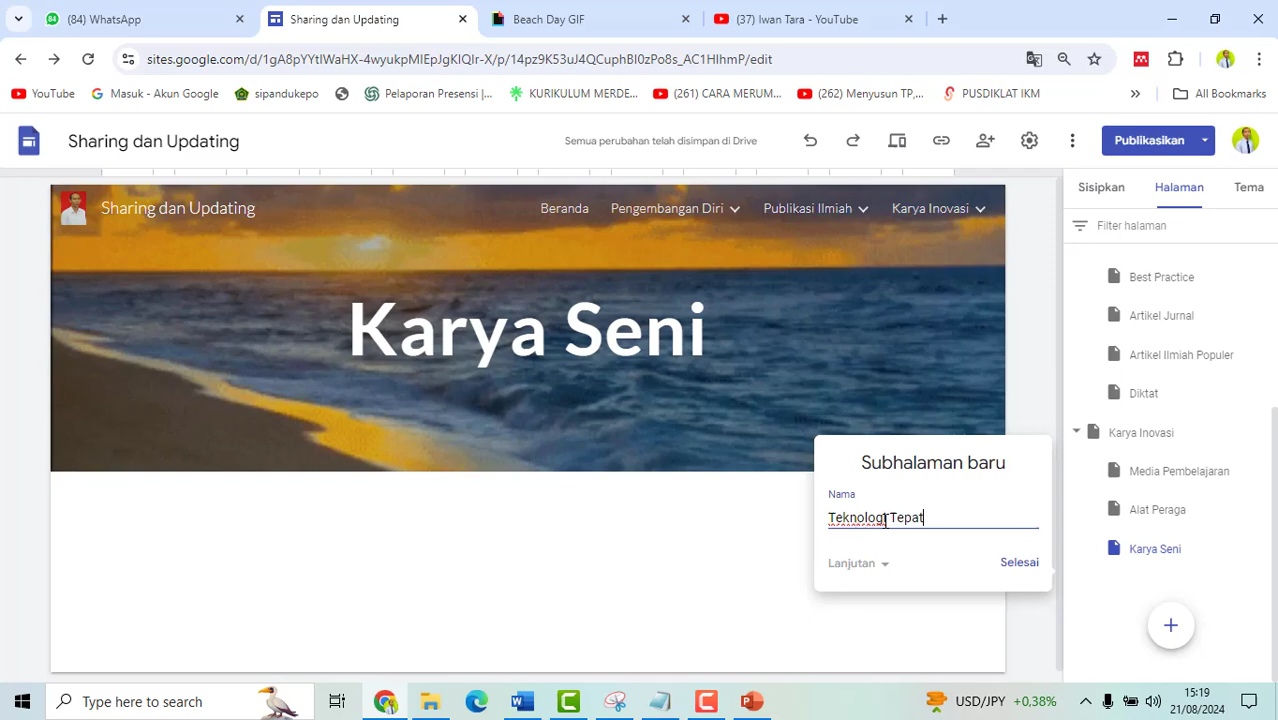 (84) WhatsApp
Sharing dan Updating
Beach Day GIF
(37) Iwan Tara - YouTube
sites.google.com/d/1gA8pYYtIWaHX-4wyukpMIEpJgKIQIr-X/p/14pz9K53uJ4QCuphBI0zPo8s_AC1HIhmP/edit
YouTube
Masuk - Akun Google
sipandukepo
Pelaporan Presensi |...
KURIKULUM MERDE...
(261) CARA MERUM...
(262) Menyusun TP,...
PUSDIKLAT IKM
All Bookmarks
Sharing dan Updating
Semua perubahan telah disimpan di Drive
Publikasikan
Sisipkan
Halaman
Tema
Sharing dan Updating
Beranda
Pengembangan Diri
Publikasi Ilmiah
Karya Inovasi
Filter halaman
Karya Seni
Best Practice
Artikel Jurnal
Artikel Ilmiah Populer
Diktat
Karya Inovasi
Media Pembelajaran
Alat Peraga
Karya Seni
Subhalaman baru
Nama
Teknologi Tepat
Lanjutan
Selesai
Type here to search
USD/JPY +0,38%
15:19
21/08/2024